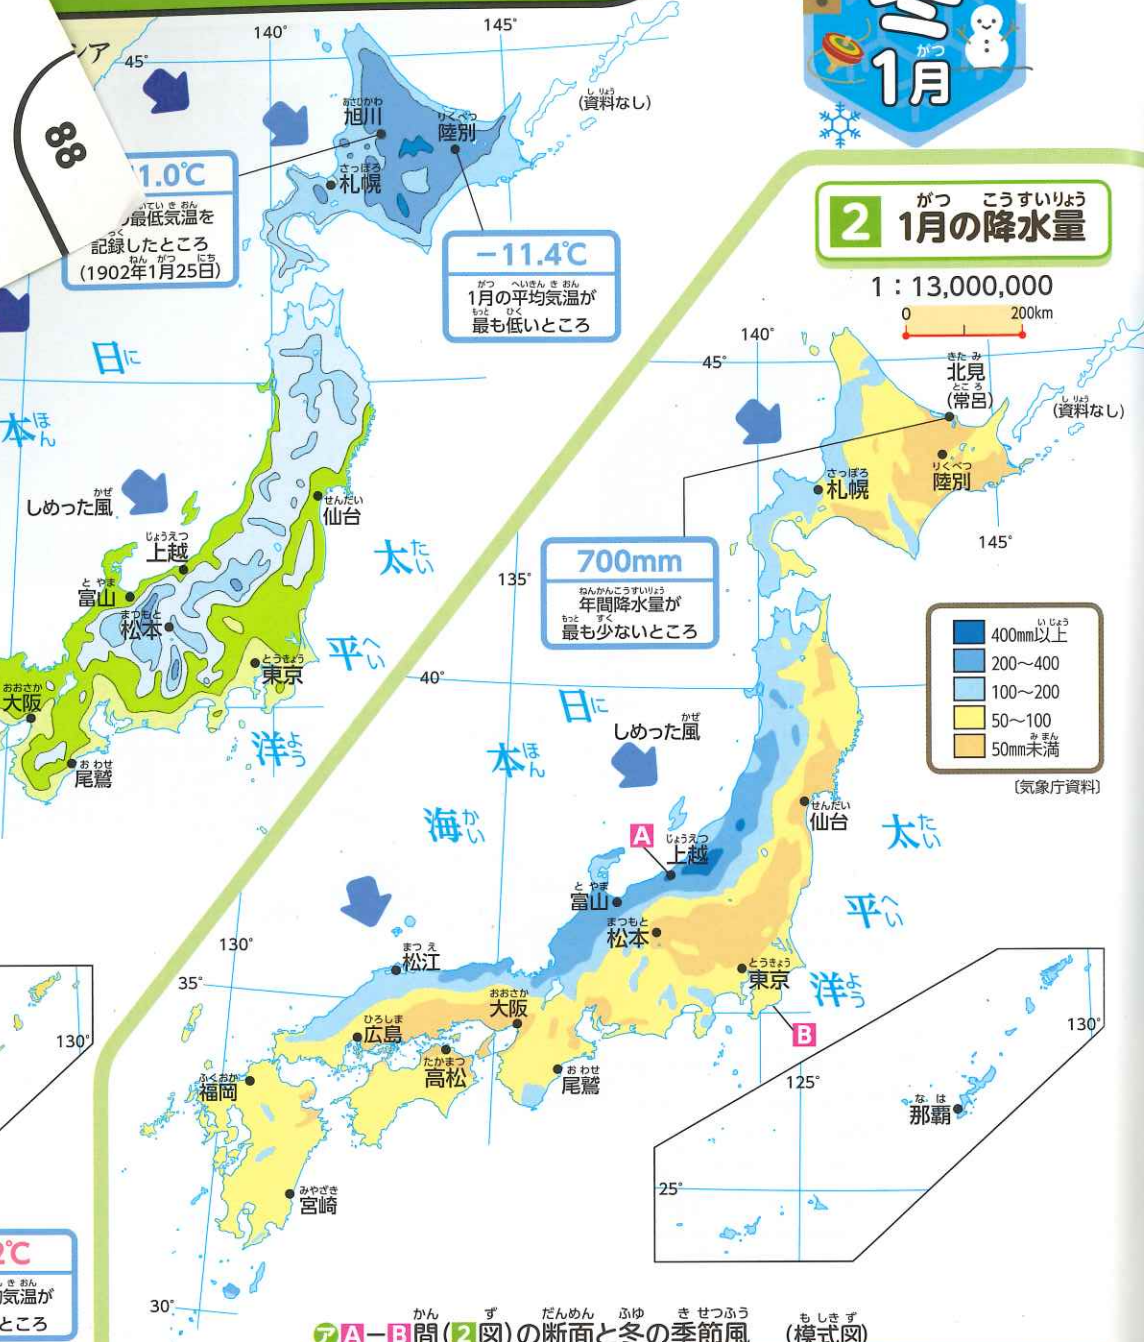 冬
1月
88
シア
140°
145°
45°
(資料なし)
旭川
陸別
札幌
1.0℃
最低気温を
記録したところ
(1902年1月25日)
−11.4℃
1月の平均気温が
最も低いところ
日本
しめった風
上越
富山
松本
仙台
東京
大阪
尾鷲
太平洋
130°
2℃
気温が
ところ
2 1月の降水量
1：13,000,000
0 200km
140°
45°
北見
(常呂)
(資料なし)
札幌
陸別
145°
700mm
年間降水量が
最も少ないところ
135°
40°
400mm以上
200〜400
100〜200
50〜100
50mm未満
〔気象庁資料〕
日本海
しめった風
A
上越
富山
松本
仙台
太平洋
東京
B
130°
35°
松江
大阪
広島
高松
尾鷲
福岡
宮崎
30°
130°
125°
那覇
25°
ア A−B間(2図)の断面と冬の季節風 (模式図)